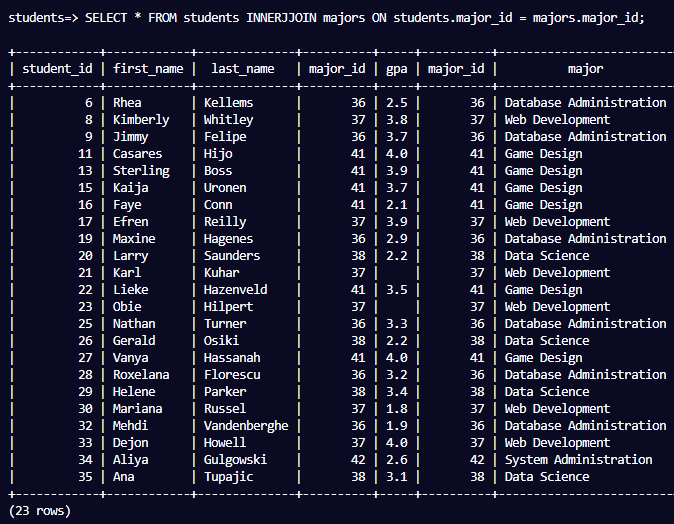 students=> SELECT * FROM students INNERJJOIN majors ON students.major_id = majors.major_id;
+------------+------------+--------------+----------+-----+----------+-------------------------
| student_id | first_name |  last_name   | major_id | gpa | major_id |         major
+------------+------------+--------------+----------+-----+----------+-------------------------
|          6 | Rhea       | Kellems      |       36 | 2.5 |       36 | Database Administration
|          8 | Kimberly   | Whitley      |       37 | 3.8 |       37 | Web Development
|          9 | Jimmy      | Felipe       |       36 | 3.7 |       36 | Database Administration
|         11 | Casares    | Hijo         |       41 | 4.0 |       41 | Game Design
|         13 | Sterling   | Boss         |       41 | 3.9 |       41 | Game Design
|         15 | Kaija      | Uronen       |       41 | 3.7 |       41 | Game Design
|         16 | Faye       | Conn         |       41 | 2.1 |       41 | Game Design
|         17 | Efren      | Reilly       |       37 | 3.9 |       37 | Web Development
|         19 | Maxine     | Hagenes      |       36 | 2.9 |       36 | Database Administration
|         20 | Larry      | Saunders     |       38 | 2.2 |       38 | Data Science
|         21 | Karl       | Kuhar        |       37 |     |       37 | Web Development
|         22 | Lieke      | Hazenveld    |       41 | 3.5 |       41 | Game Design
|         23 | Obie       | Hilpert      |       37 |     |       37 | Web Development
|         25 | Nathan     | Turner       |       36 | 3.3 |       36 | Database Administration
|         26 | Gerald     | Osiki        |       38 | 2.2 |       38 | Data Science
|         27 | Vanya      | Hassanah     |       41 | 4.0 |       41 | Game Design
|         28 | Roxelana   | Florescu     |       36 | 3.2 |       36 | Database Administration
|         29 | Helene     | Parker       |       38 | 3.4 |       38 | Data Science
|         30 | Mariana    | Russel       |       37 | 1.8 |       37 | Web Development
|         32 | Mehdi      | Vandenberghe |       36 | 1.9 |       36 | Database Administration
|         33 | Dejon      | Howell       |       37 | 4.0 |       37 | Web Development
|         34 | Aliya      | Gulgowski    |       42 | 2.6 |       42 | System Administration
|         35 | Ana        | Tupajic      |       38 | 3.1 |       38 | Data Science
+------------+------------+--------------+----------+-----+----------+-------------------------
(23 rows)